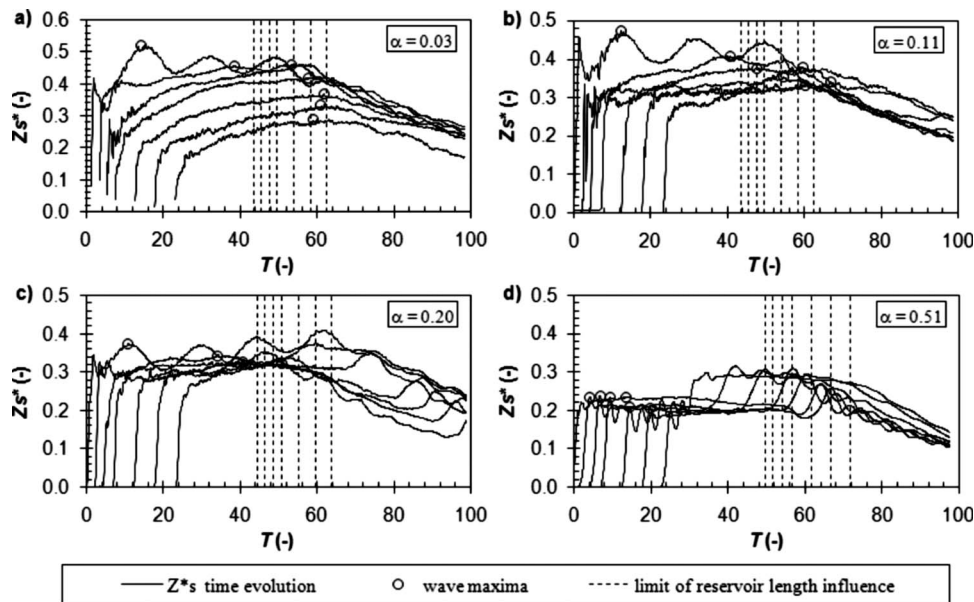 a)
0.6
0.5
0.4
0.3
0.2
0.1
0.0
Zs* (-)
α = 0.03
0 20 40 60 80 100
T (-)
b)
0.5
0.4
0.3
0.2
0.1
0.0
Zs* (-)
α = 0.11
0 20 40 60 80 100
T (-)
c)
0.5
0.4
0.3
0.2
0.1
0.0
Zs* (-)
α = 0.20
0 20 40 60 80 100
T (-)
d)
0.5
0.4
0.3
0.2
0.1
0.0
Zs* (-)
α = 0.51
0 20 40 60 80 100
T (-)
Z*s time evolution
wave maxima
limit of reservoir length influence